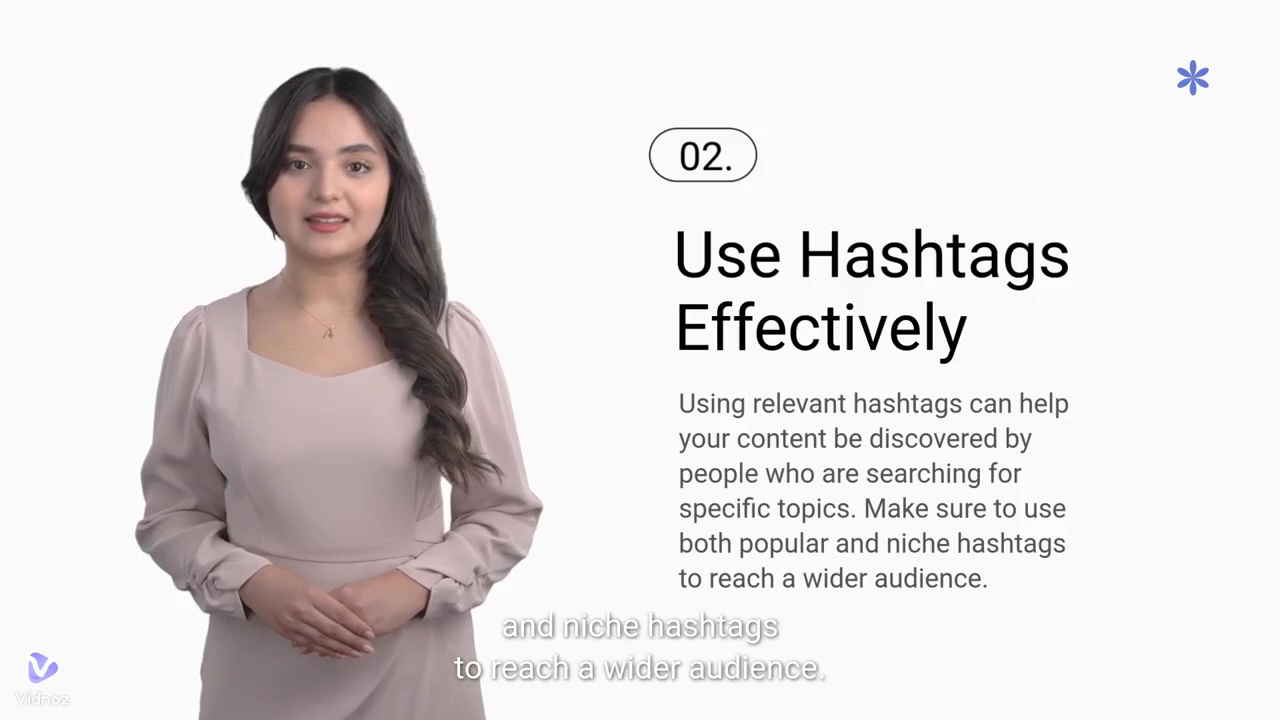 02.
Use Hashtags
Effectively
Using relevant hashtags can help
your content be discovered by
people who are searching for
specific topics. Make sure to use
both popular and niche hashtags
to reach a wider audience.
and niche hashtags
to reach a wider audience.
Vidnoz